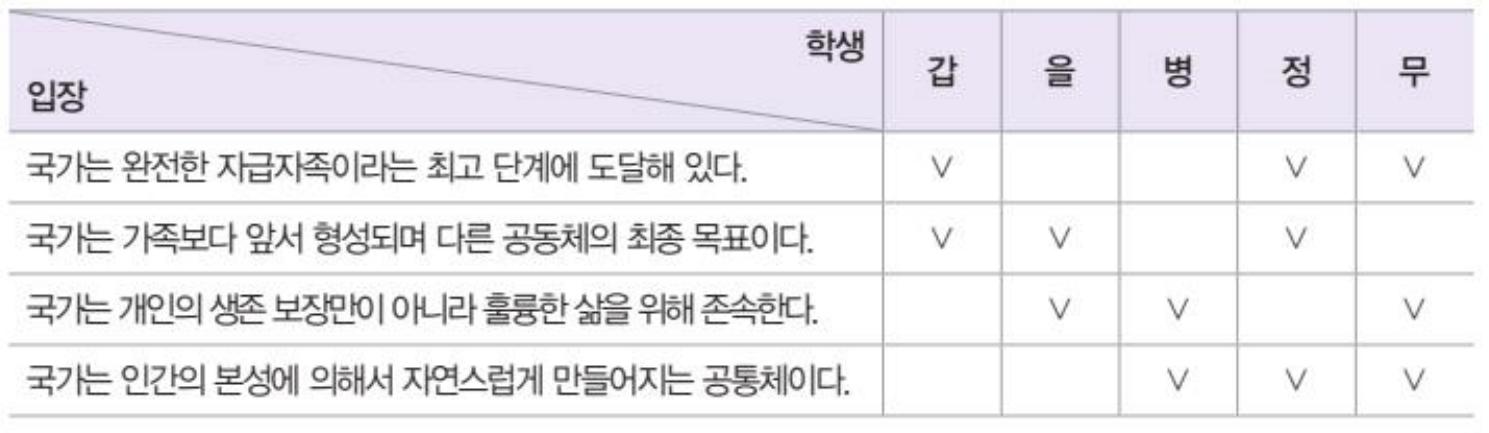 학생
입장
갑 을 병 정 무
국가는 완전한 자급자족이라는 최고 단계에 도달해 있다. ∨ ∨ ∨
국가는 가족보다 앞서 형성되며 다른 공동체의 최종 목표이다. ∨ ∨ ∨
국가는 개인의 생존 보장만이 아니라 훌륭한 삶을 위해 존속한다. ∨ ∨ ∨
국가는 인간의 본성에 의해서 자연스럽게 만들어지는 공통체이다. ∨ ∨ ∨